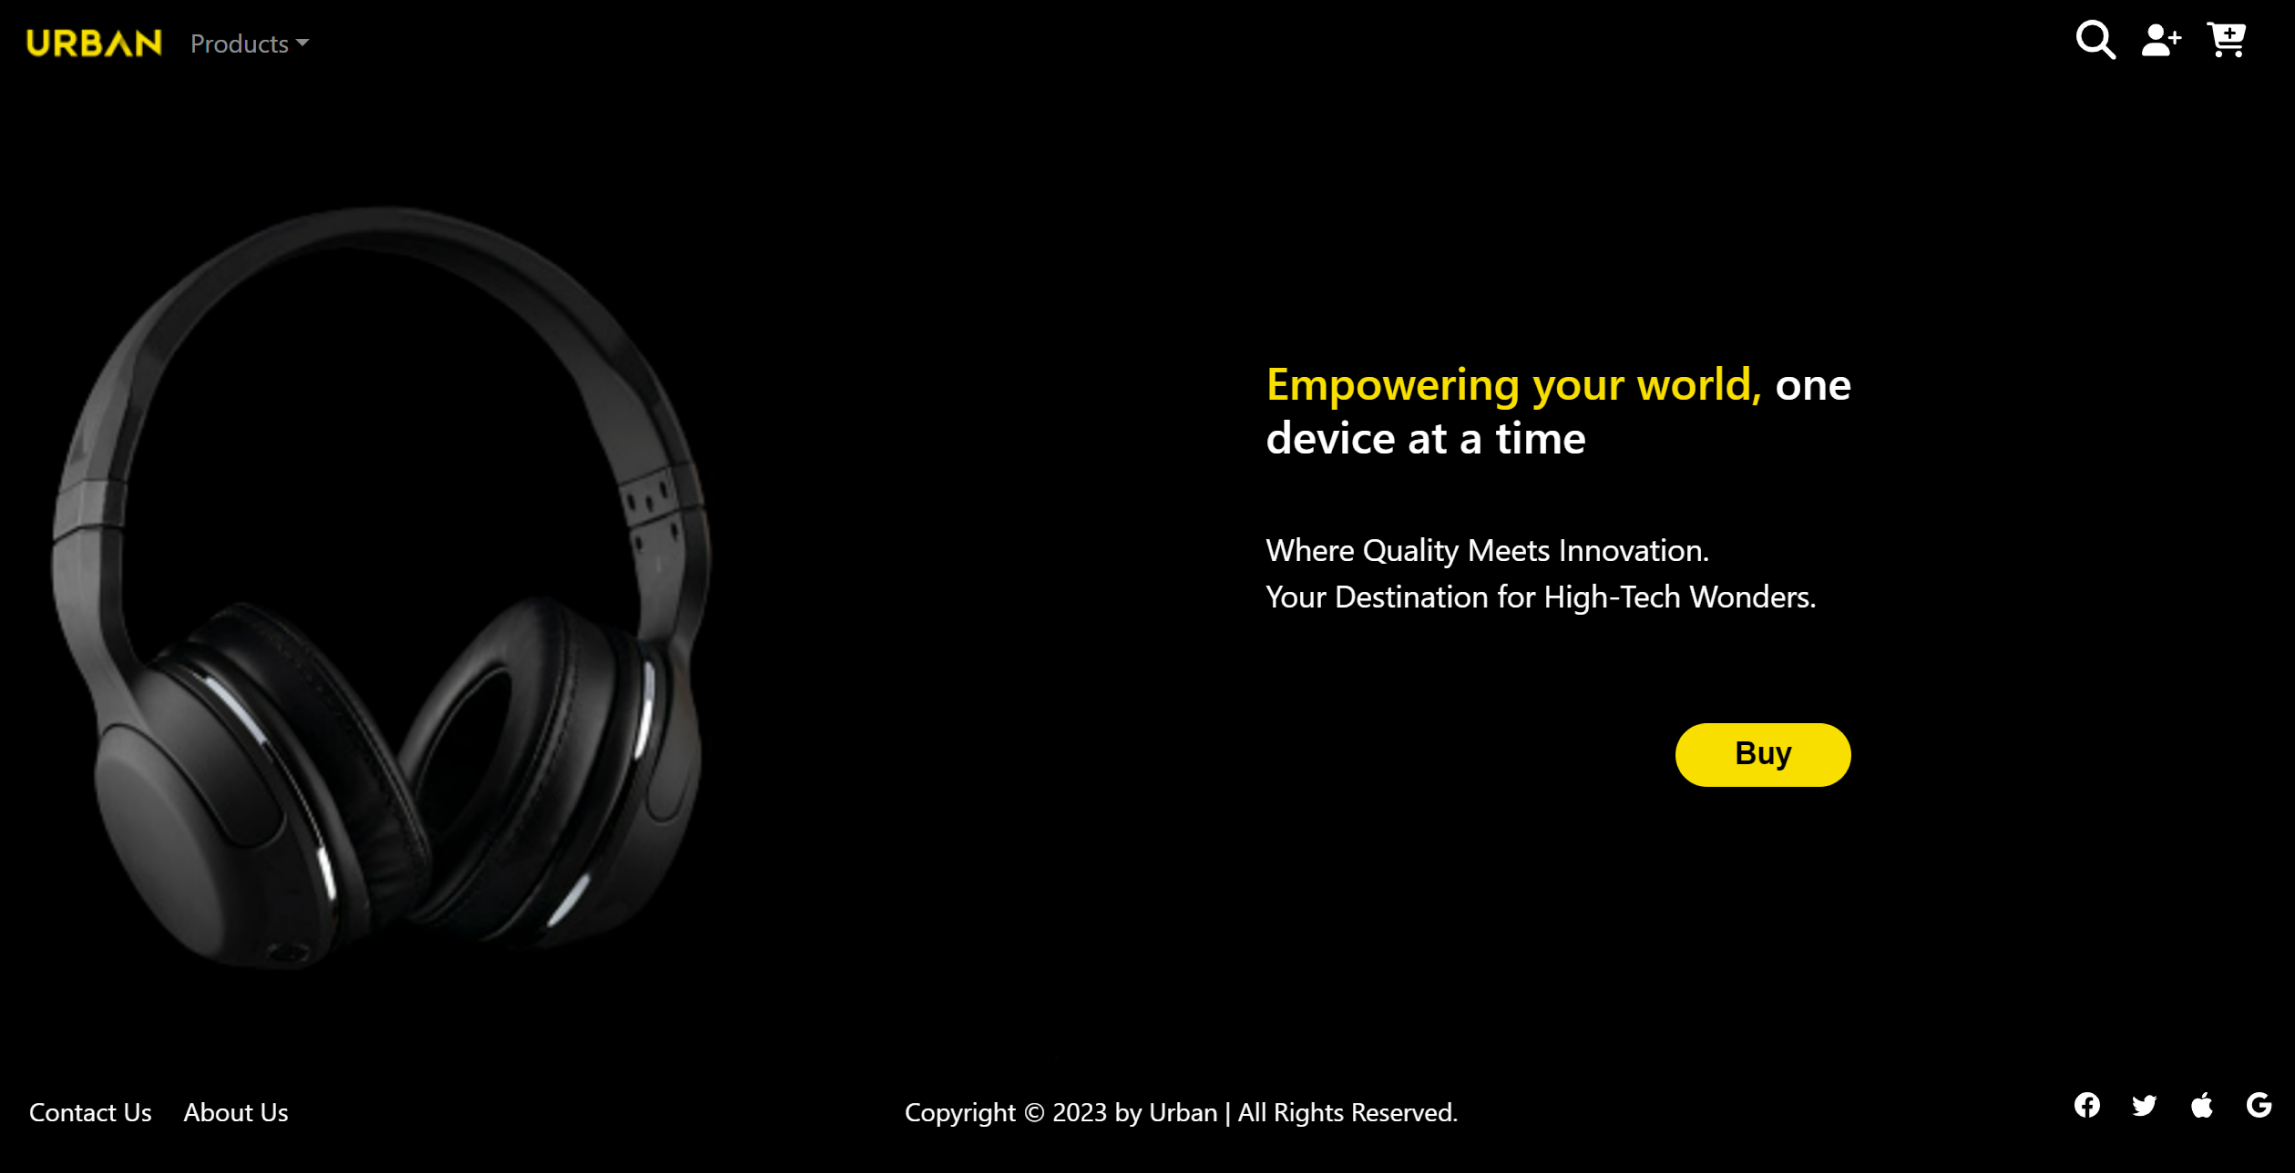 URBAN
Products
Empowering your world, one
device at a time
Where Quality Meets Innovation.
Your Destination for High-Tech Wonders.
Buy
Contact Us
About Us
Copyright © 2023 by Urban | All Rights Reserved.